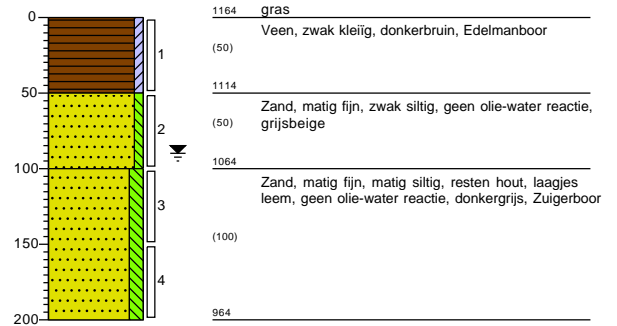 0
1164 gras
Veen, zwak kleiïg, donkerbruin, Edelmanboor
(50)
1
1114
50
Zand, matig fijn, zwak siltig, geen olie-water reactie,
grijsbeige
(50)
2
1064
100
Zand, matig fijn, matig siltig, resten hout, laagjes
leem, geen olie-water reactie, donkergrijs, Zuigerboor
3
(100)
150
4
964
200